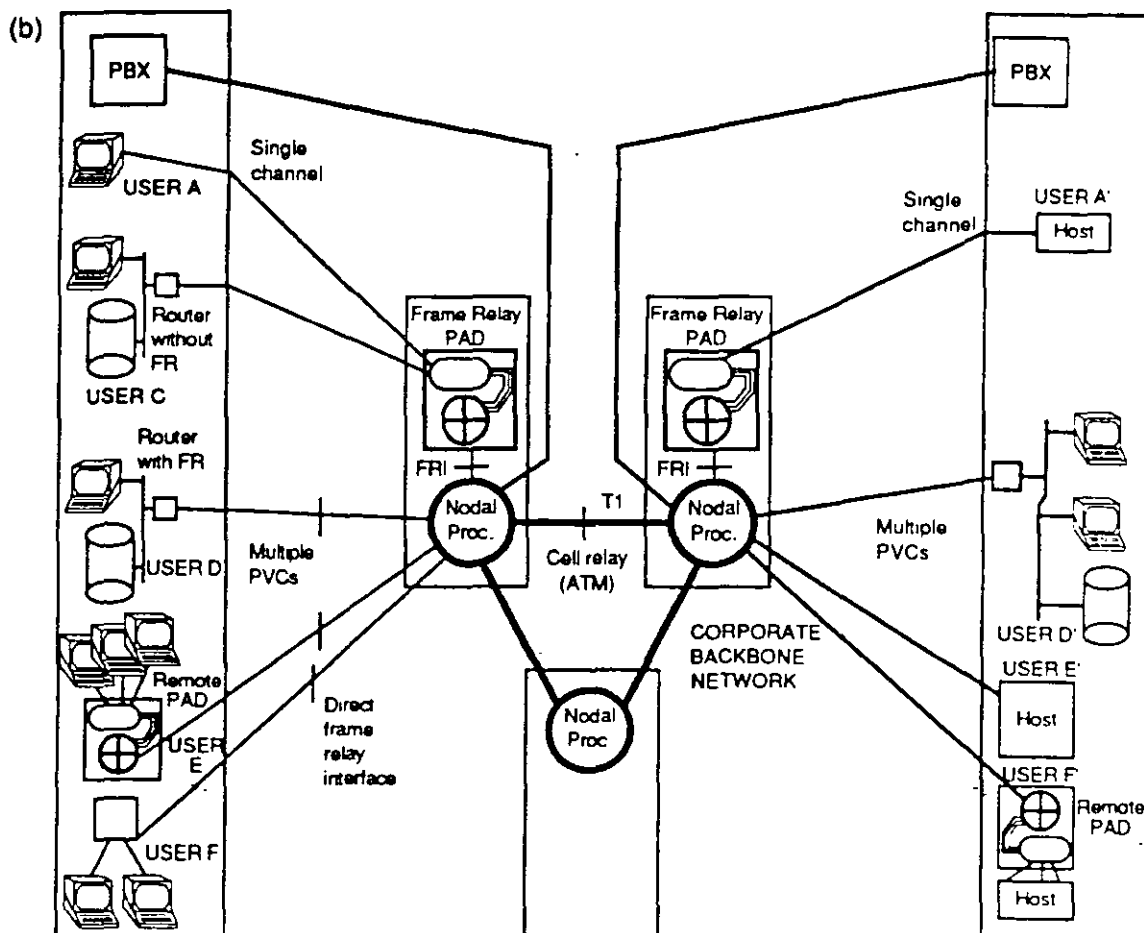 (b)
PBX
PBX
USER A
Single
channel
USER A'
Host
Single
channel
Router
without
FR
USER C
Frame Relay
PAD
Frame Relay
PAD
Router
with FR
FRI
FRI
USER D
Multiple
PVCs
Nodal
Proc.
T1
Cell relay
(ATM)
Nodal
Proc.
Multiple
PVCs
USER D'
Remote
PAD
USER
E
Direct
frame
relay
interface
CORPORATE
BACKBONE
NETWORK
Nodal
Proc
USER E'
Host
USER F'
Remote
PAD
Host
USER F